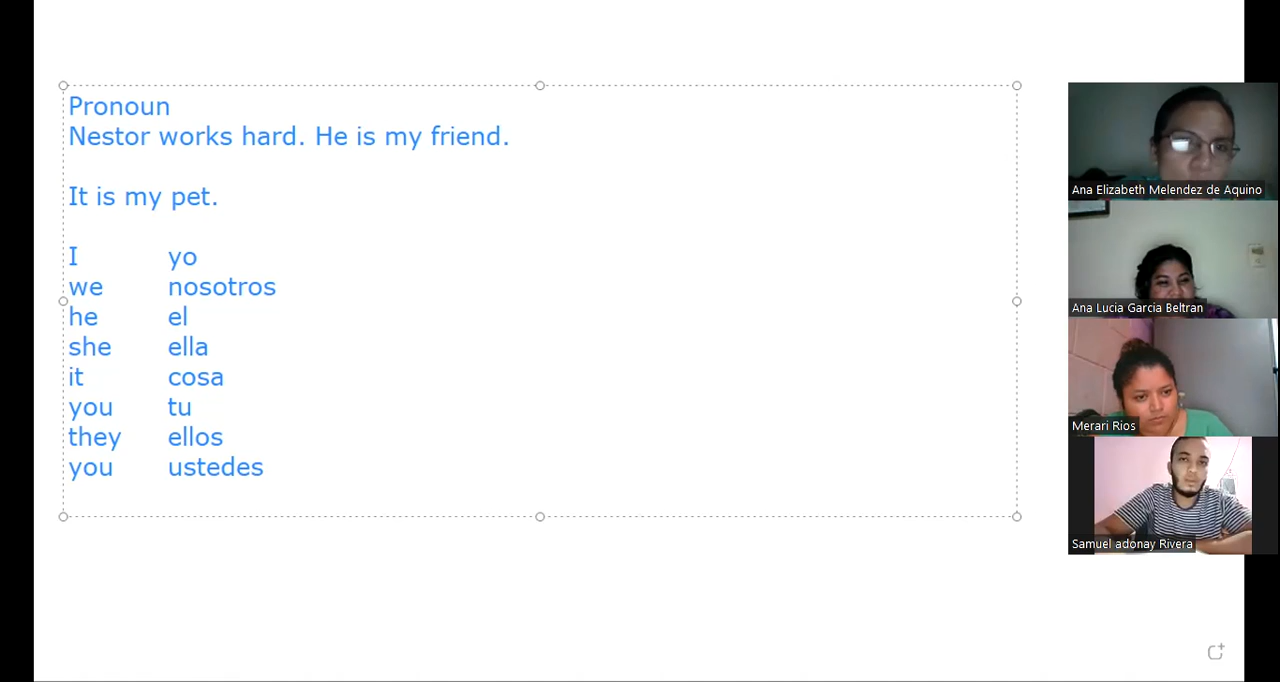 Pronoun
Nestor works hard. He is my friend.
It is my pet.
I yo
we nosotros
he el
she ella
it cosa
you tu
they ellos
you ustedes
Ana Elizabeth Melendez de Aquino
Ana Lucia Garcia Beltran
Merari Rios
Samuel adonay Rivera